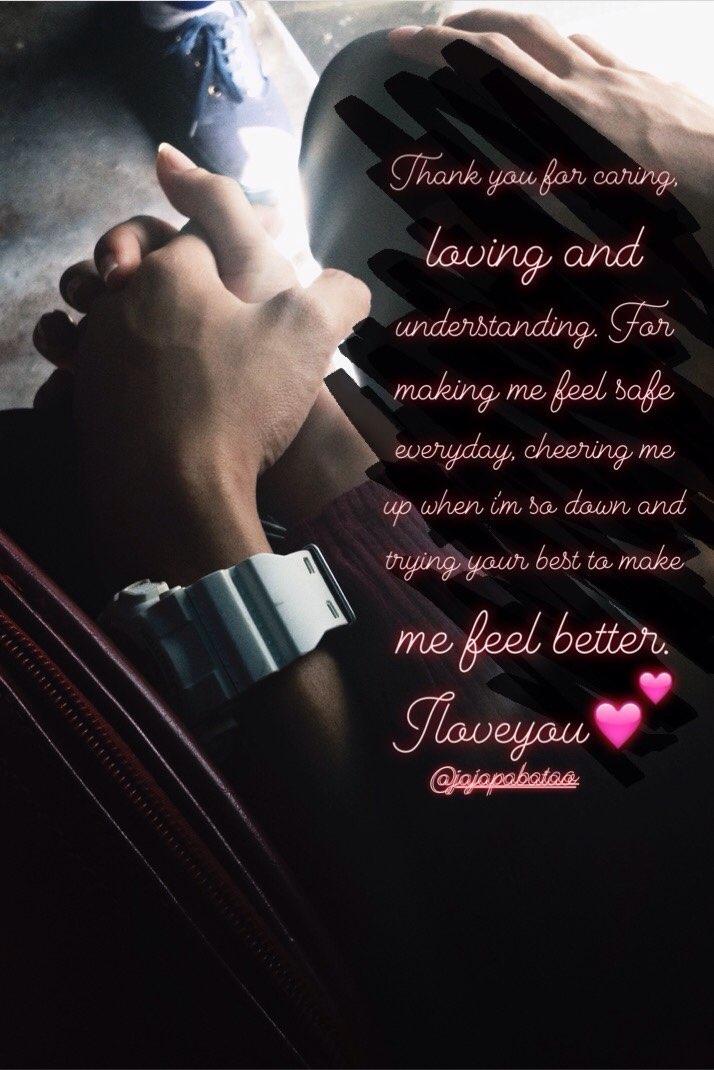 Thank you for caring,
loving and
understanding. For
making me feel safe
everyday, cheering me
up when i'm so down and
trying your best to make
me feel better.
Iloveyou💕
@jajapabatao